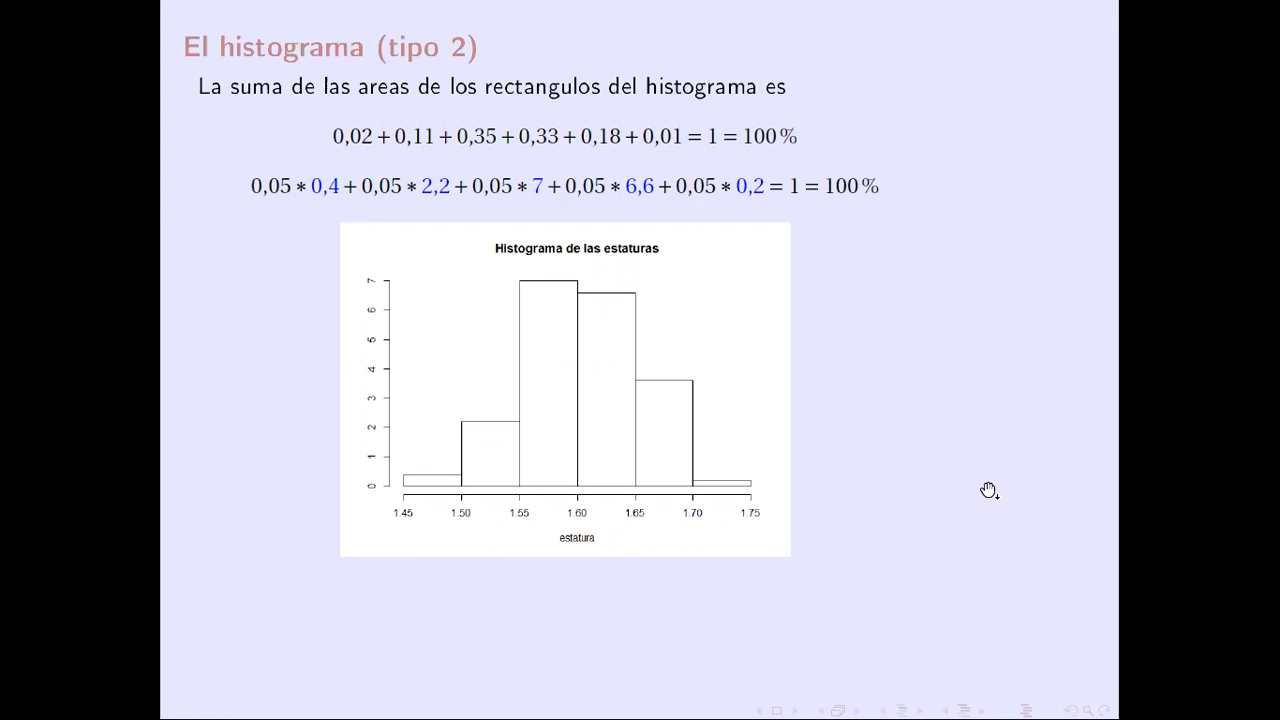 El histograma (tipo 2)
La suma de las areas de los rectangulos del histograma es
0,02 + 0,11 + 0,35 + 0,33 + 0,18 + 0,01 = 1 = 100 %
0,05 ∗ 0,4 + 0,05 ∗ 2,2 + 0,05 ∗ 7 + 0,05 ∗ 6,6 + 0,05 ∗ 0,2 = 1 = 100 %
Histograma de las estaturas
7
6
5
4
3
2
1
0
1.45 1.50 1.55 1.60 1.65 1.70 1.75
estatura